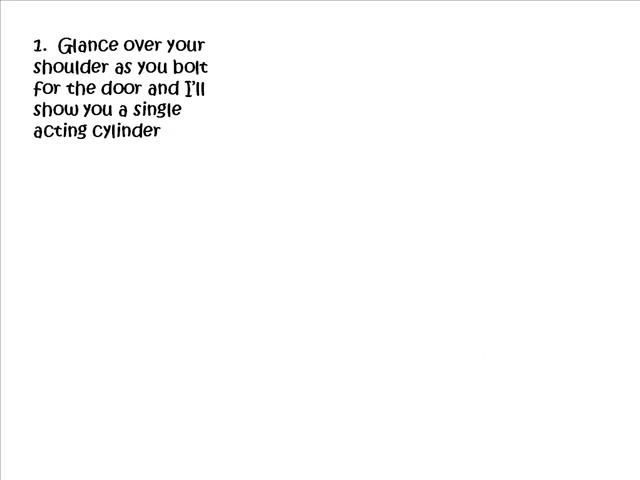 1.  Glance over your
shoulder as you bolt
for the door and I'll
show you a single
acting cylinder